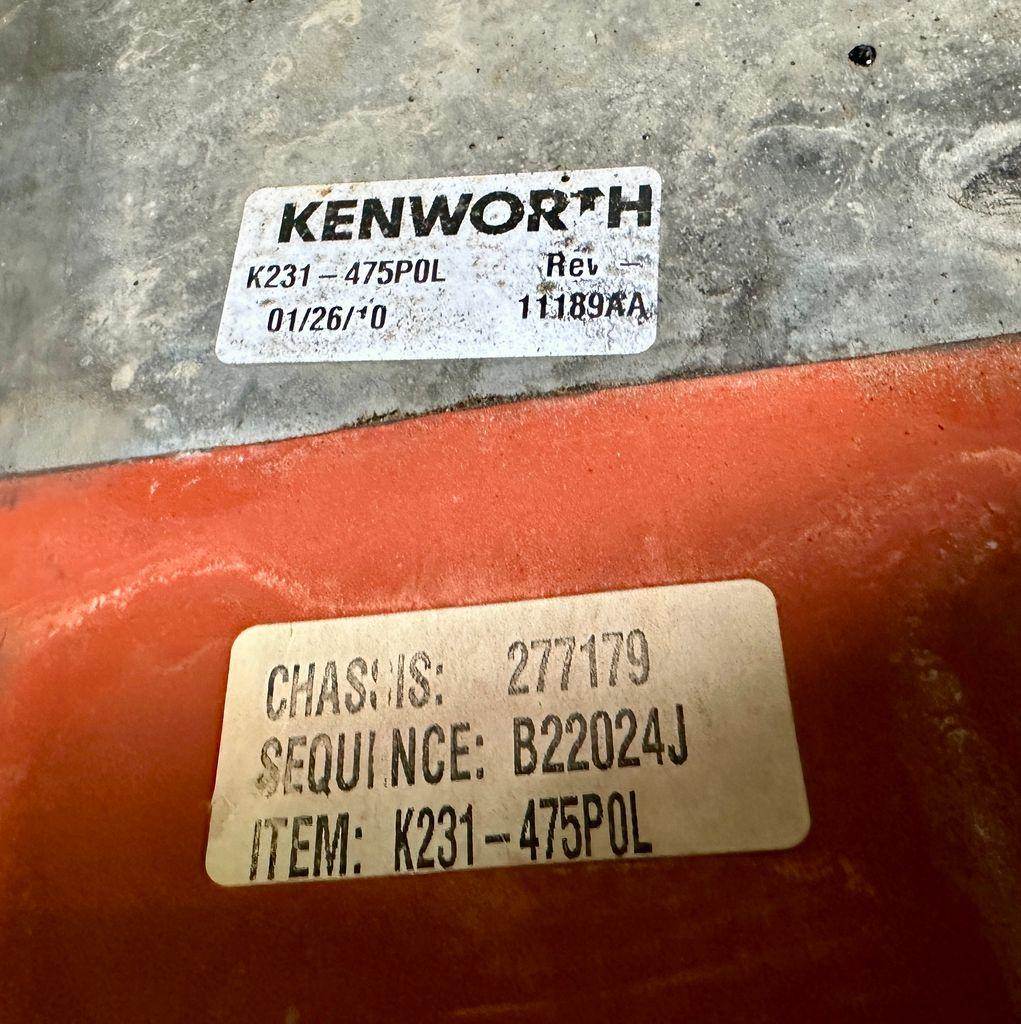 KENWORTH
K231-475P0L Rev -
01/26/10 11189AA
CHASSIS: 277179
SEQUENCE: B22024J
ITEM: K231-475P0L